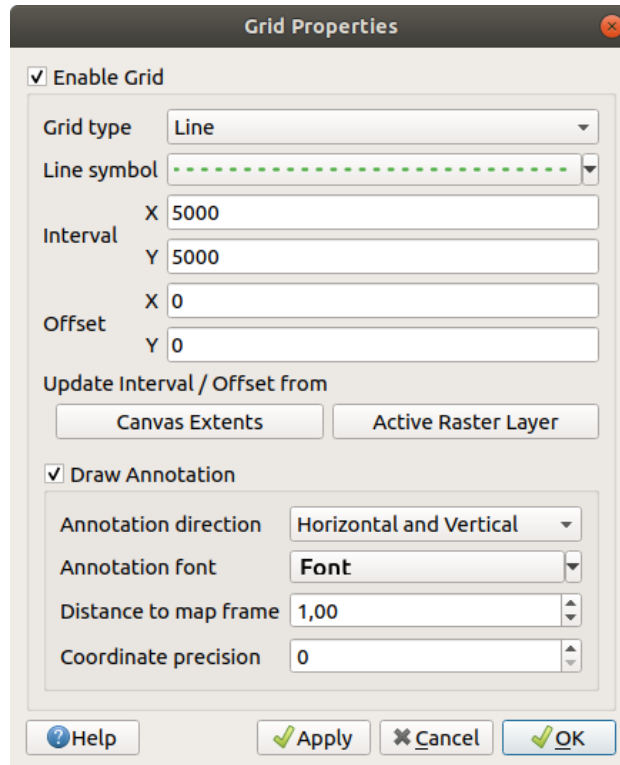 Grid Properties
Enable Grid
Grid type Line
Line symbol
Interval
X 5000
Y 5000
Offset
X 0
Y 0
Update Interval / Offset from
Canvas Extents Active Raster Layer
Draw Annotation
Annotation direction Horizontal and Vertical
Annotation font Font
Distance to map frame 1,00
Coordinate precision 0
Help Apply Cancel OK